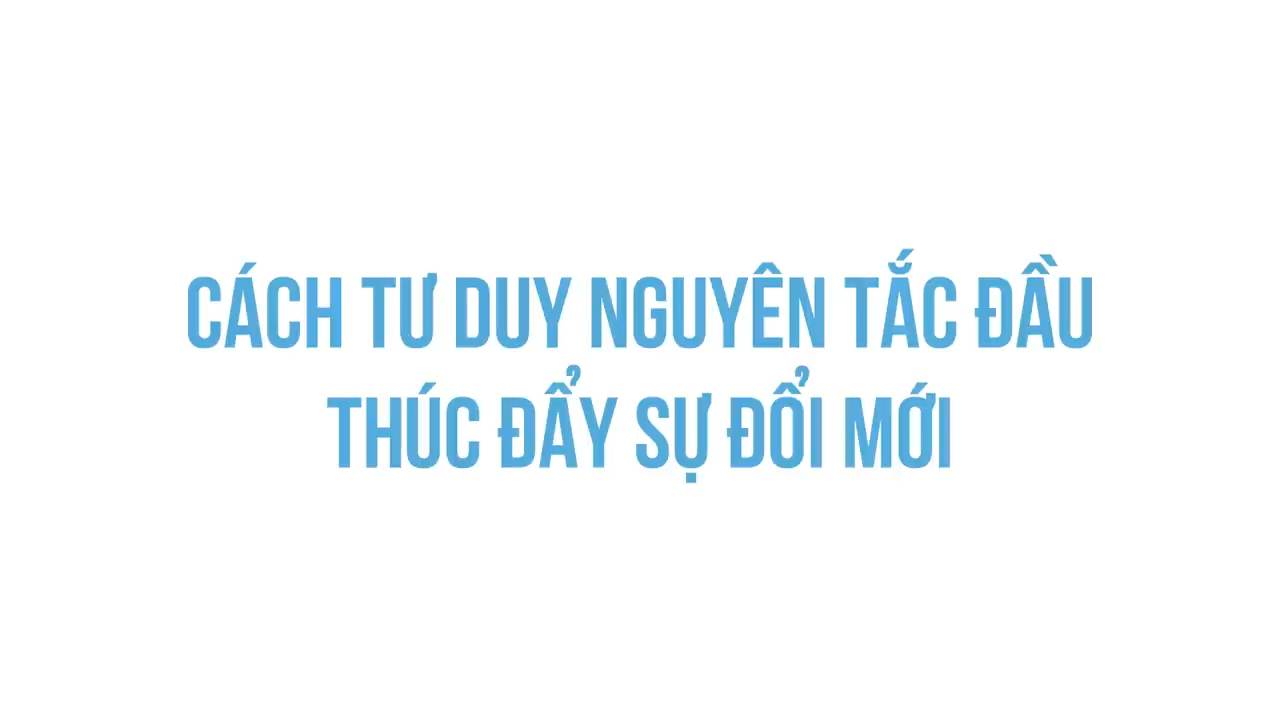 CÁCH TƯ DUY NGUYÊN TẮC ĐẦU
THÚC ĐẨY SỰ ĐỔI MỚI